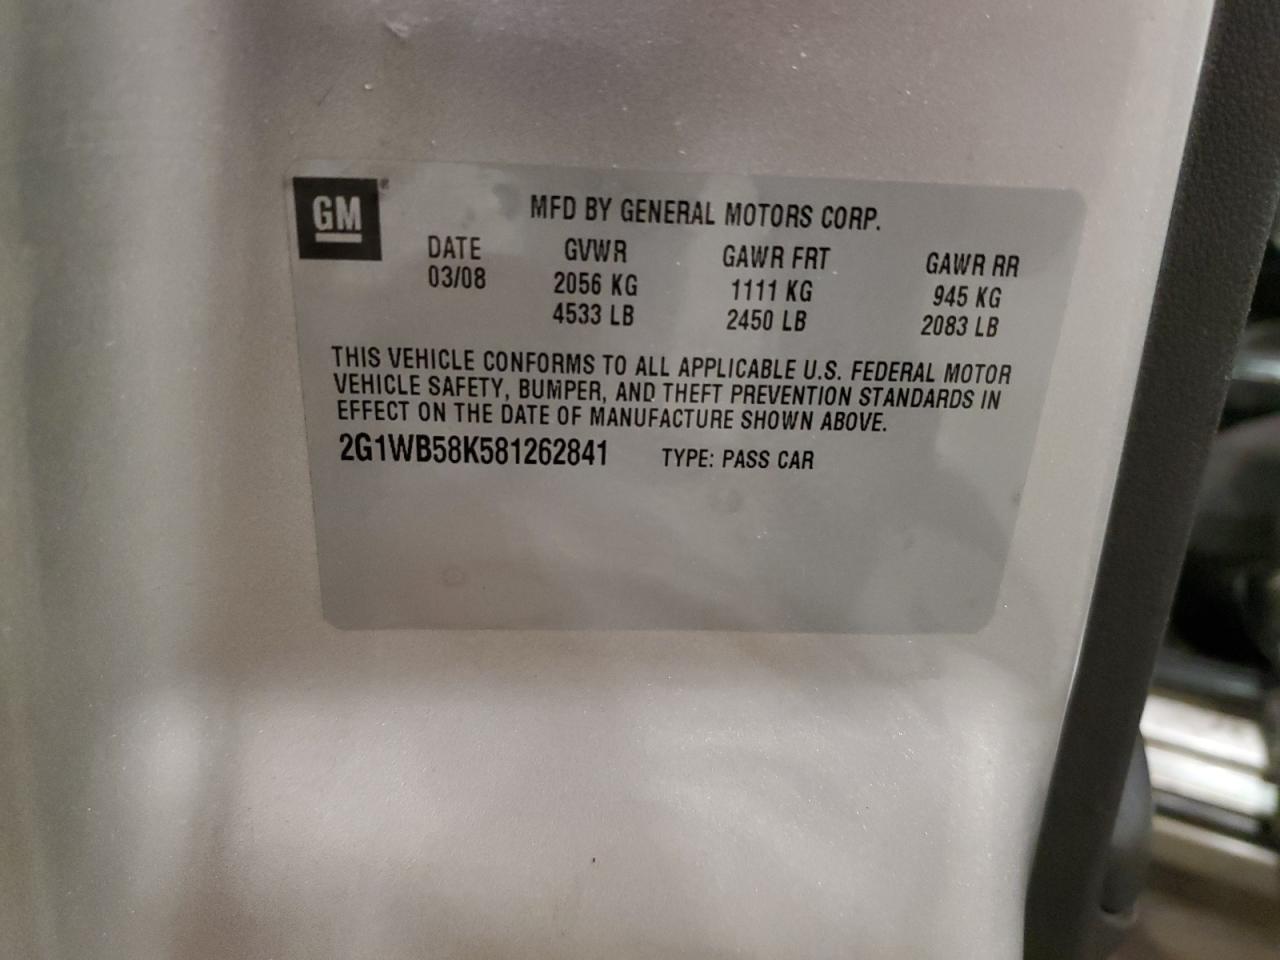 GM®
MFD BY GENERAL MOTORS CORP.
DATE GVWR GAWR FRT GAWR RR
03/08 2056 KG 1111 KG 945 KG
4533 LB 2450 LB 2083 LB
THIS VEHICLE CONFORMS TO ALL APPLICABLE U.S. FEDERAL MOTOR
VEHICLE SAFETY, BUMPER, AND THEFT PREVENTION STANDARDS IN
EFFECT ON THE DATE OF MANUFACTURE SHOWN ABOVE.
2G1WB58K581262841 TYPE: PASS CAR